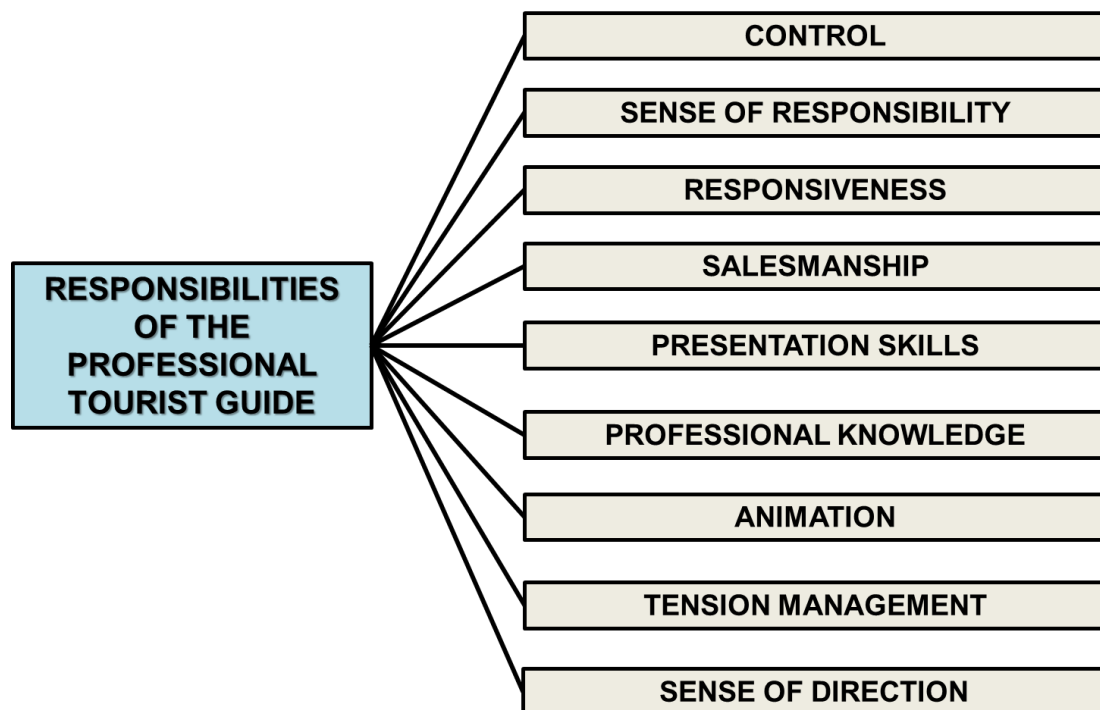 RESPONSIBILITIES
OF THE
PROFESSIONAL
TOURIST GUIDE
CONTROL
SENSE OF RESPONSIBILITY
RESPONSIVENESS
SALESMANSHIP
PRESENTATION SKILLS
PROFESSIONAL KNOWLEDGE
ANIMATION
TENSION MANAGEMENT
SENSE OF DIRECTION